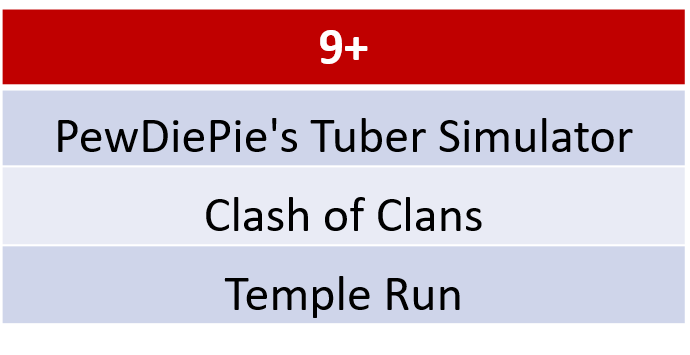 9+
PewDiePie's Tuber Simulator
Clash of Clans
Temple Run